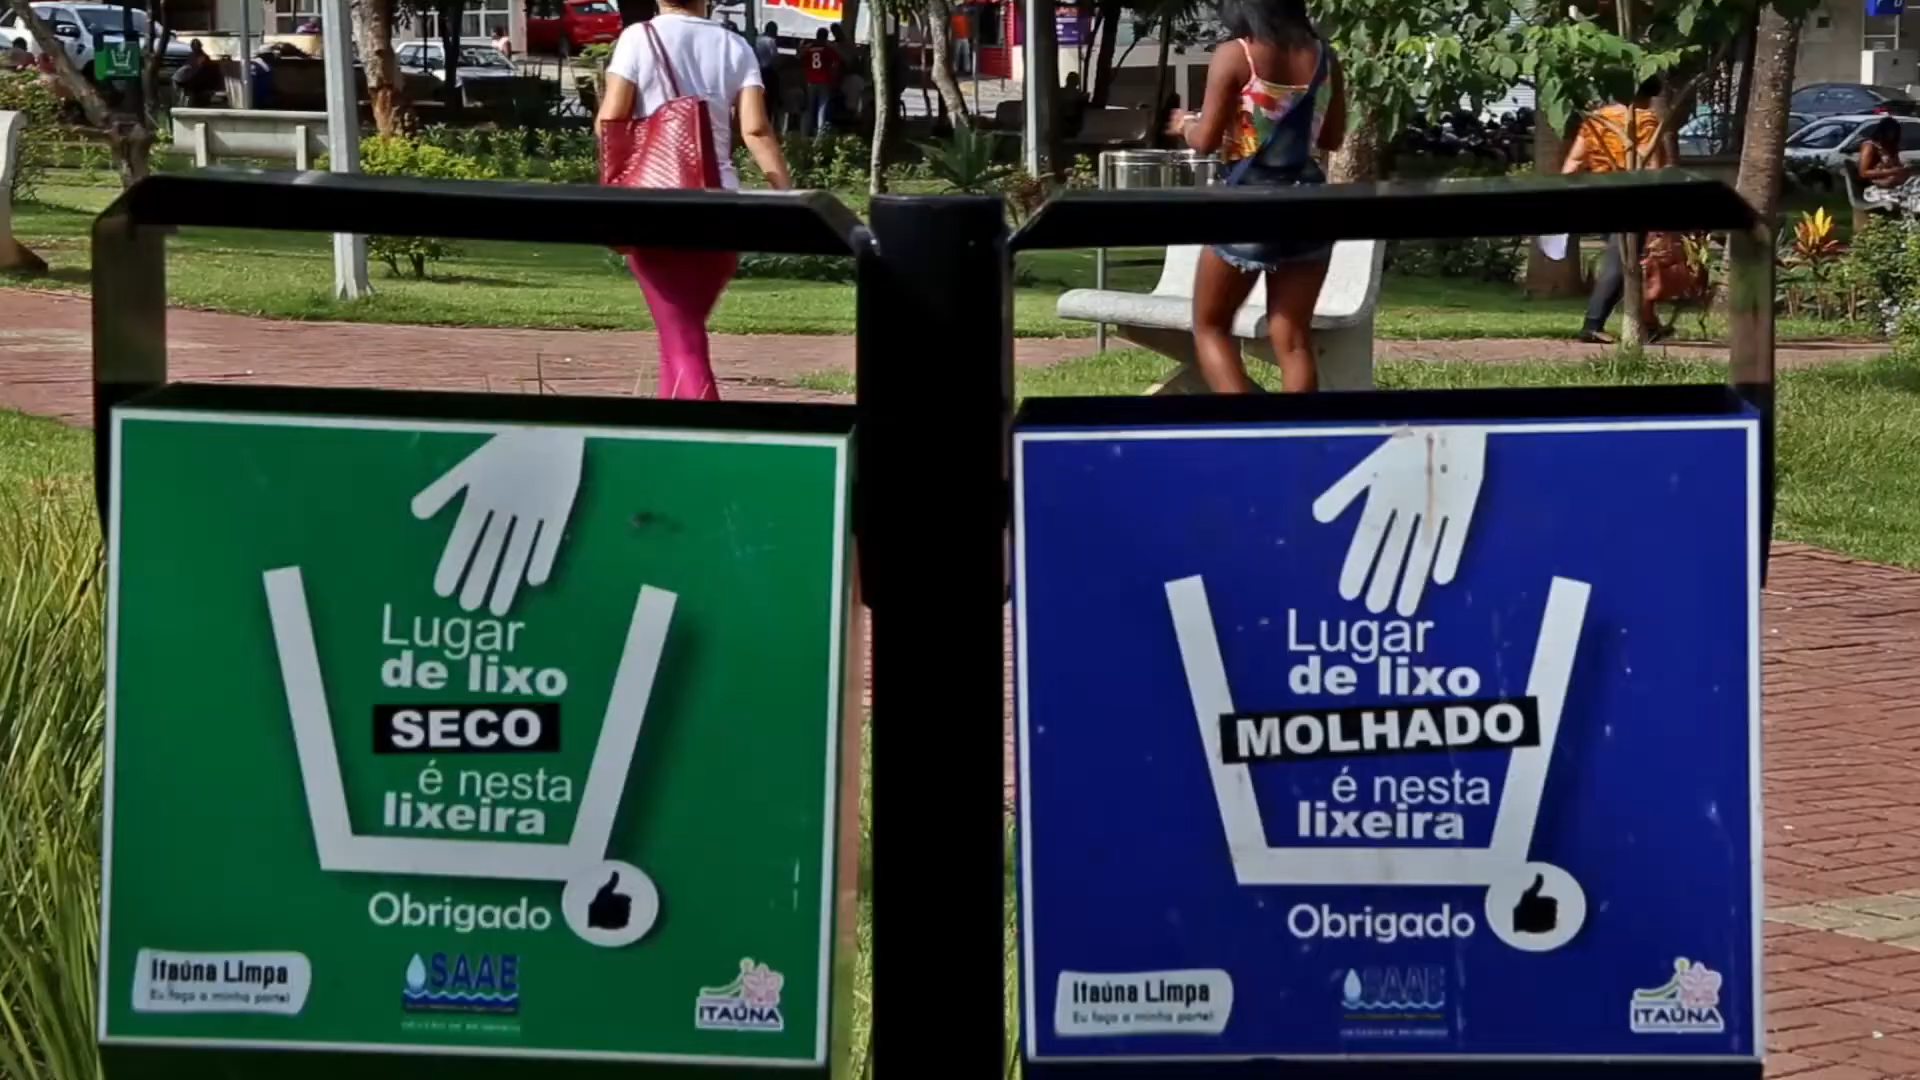 8
Lugar
de lixo
SECO
é nesta
lixeira
Obrigado
Itaúna Limpa
Eu faço a minha parte!
SAAE
ITAÚNA
Lugar
de lixo
MOLHADO
é nesta
lixeira
Obrigado
Itaúna Limpa
Eu faço a minha parte!
SAAE
ITAÚNA